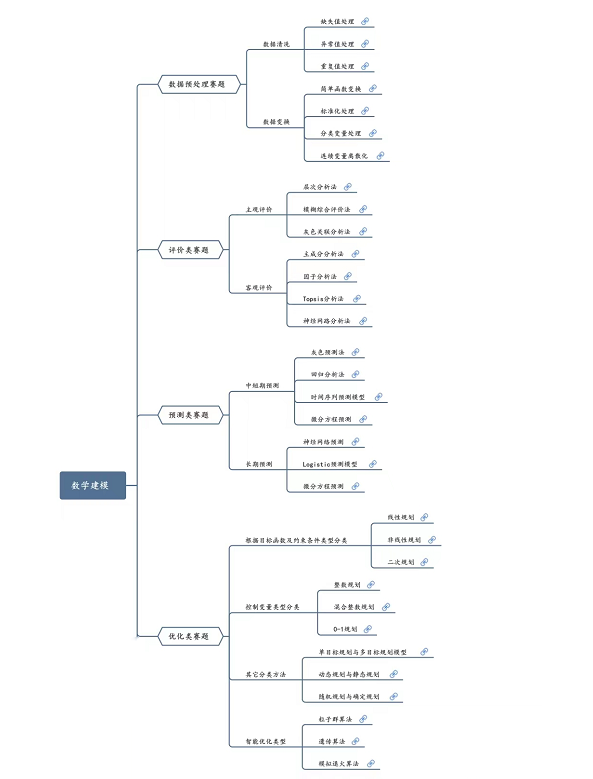 数学建模
数据预处理赛题
数据清洗
缺失值处理
异常值处理
重复值处理
数据变换
简单函数变换
标准化处理
分类变量处理
连续变量离散化
评价类赛题
主观评价
层次分析法
模糊综合评价法
灰色关联分析法
客观评价
主成分分析法
因子分析法
Topsis分析法
神经网路分析法
预测类赛题
中短期预测
灰色预测法
回归分析法
时间序列预测模型
微分方程预测
长期预测
神经网络预测
Logistic预测模型
微分方程预测
优化类赛题
根据目标函数及约束条件类型分类
线性规划
非线性规划
二次规划
控制变量类型分类
整数规划
混合整数规划
0-1规划
其它分类方法
单目标规划与多目标规划模型
动态规划与静态规划
随机规划与确定规划
智能优化类型
粒子群算法
遗传算法
模拟退火算法